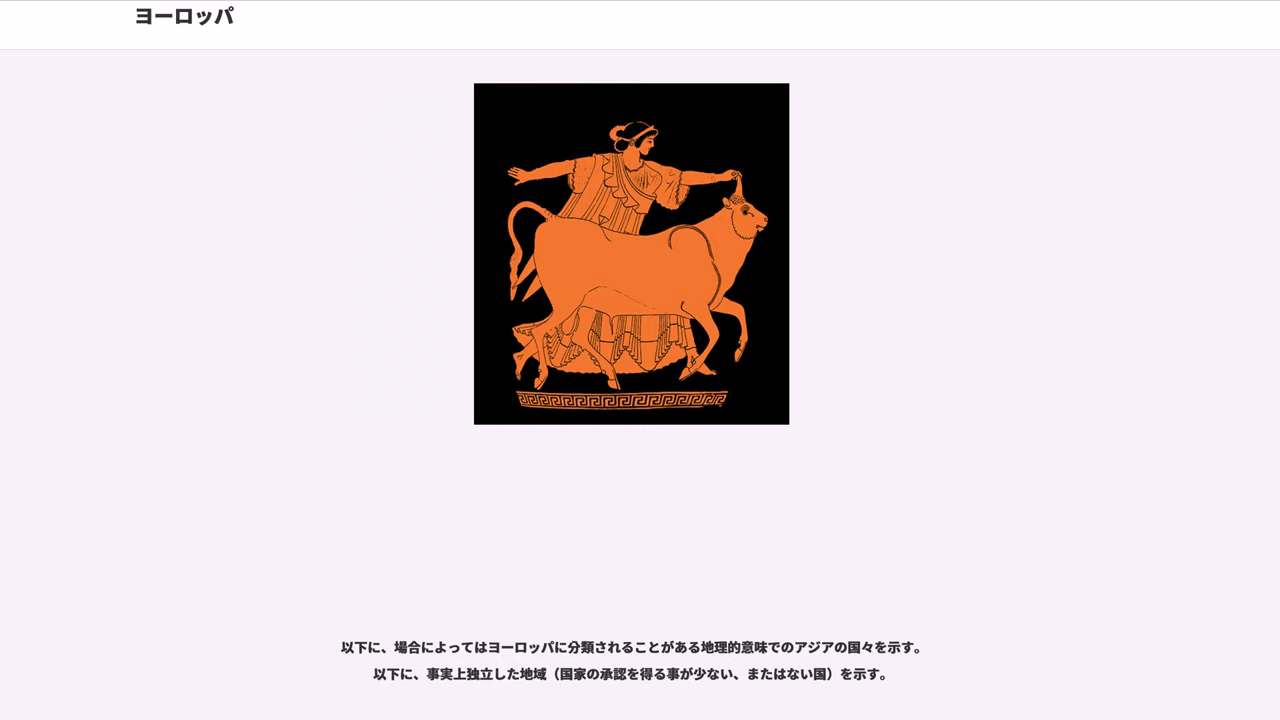 ヨーロッパ
以下に、場合によってはヨーロッパに分類されることがある地理的意味でのアジアの国々を示す。
以下に、事実上独立した地域（国家の承認を得る事が少ない、またはない国）を示す。